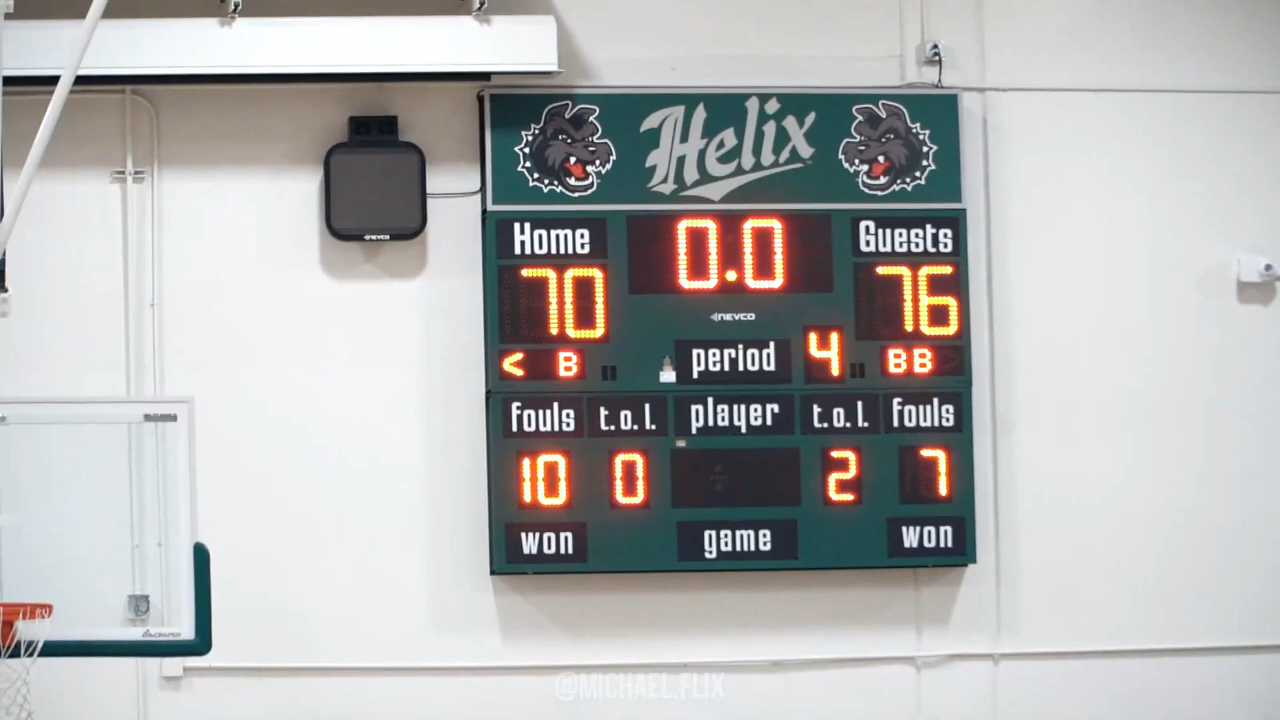 Helix
Home 0.0 Guests
70 76
NEVCO
NEVCO
< B period 4 BB
fouls t.o.l. player t.o.l. fouls
10 0 2 7
won game won
@MICHAEL.FLIX